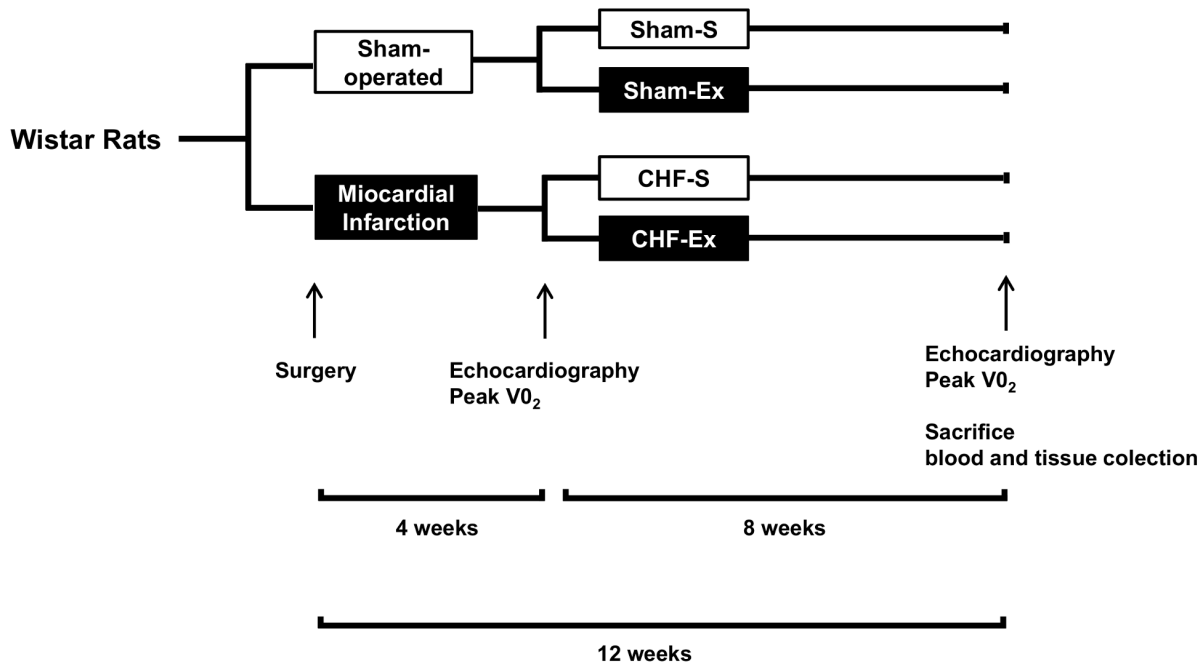 Sham-S
Sham-
operated
Sham-Ex
Wistar Rats
CHF-S
Miocardial
Infarction
CHF-Ex
Surgery
Echocardiography
Peak V0₂
Echocardiography
Peak V0₂
Sacrifice
blood and tissue colection
4 weeks
8 weeks
12 weeks